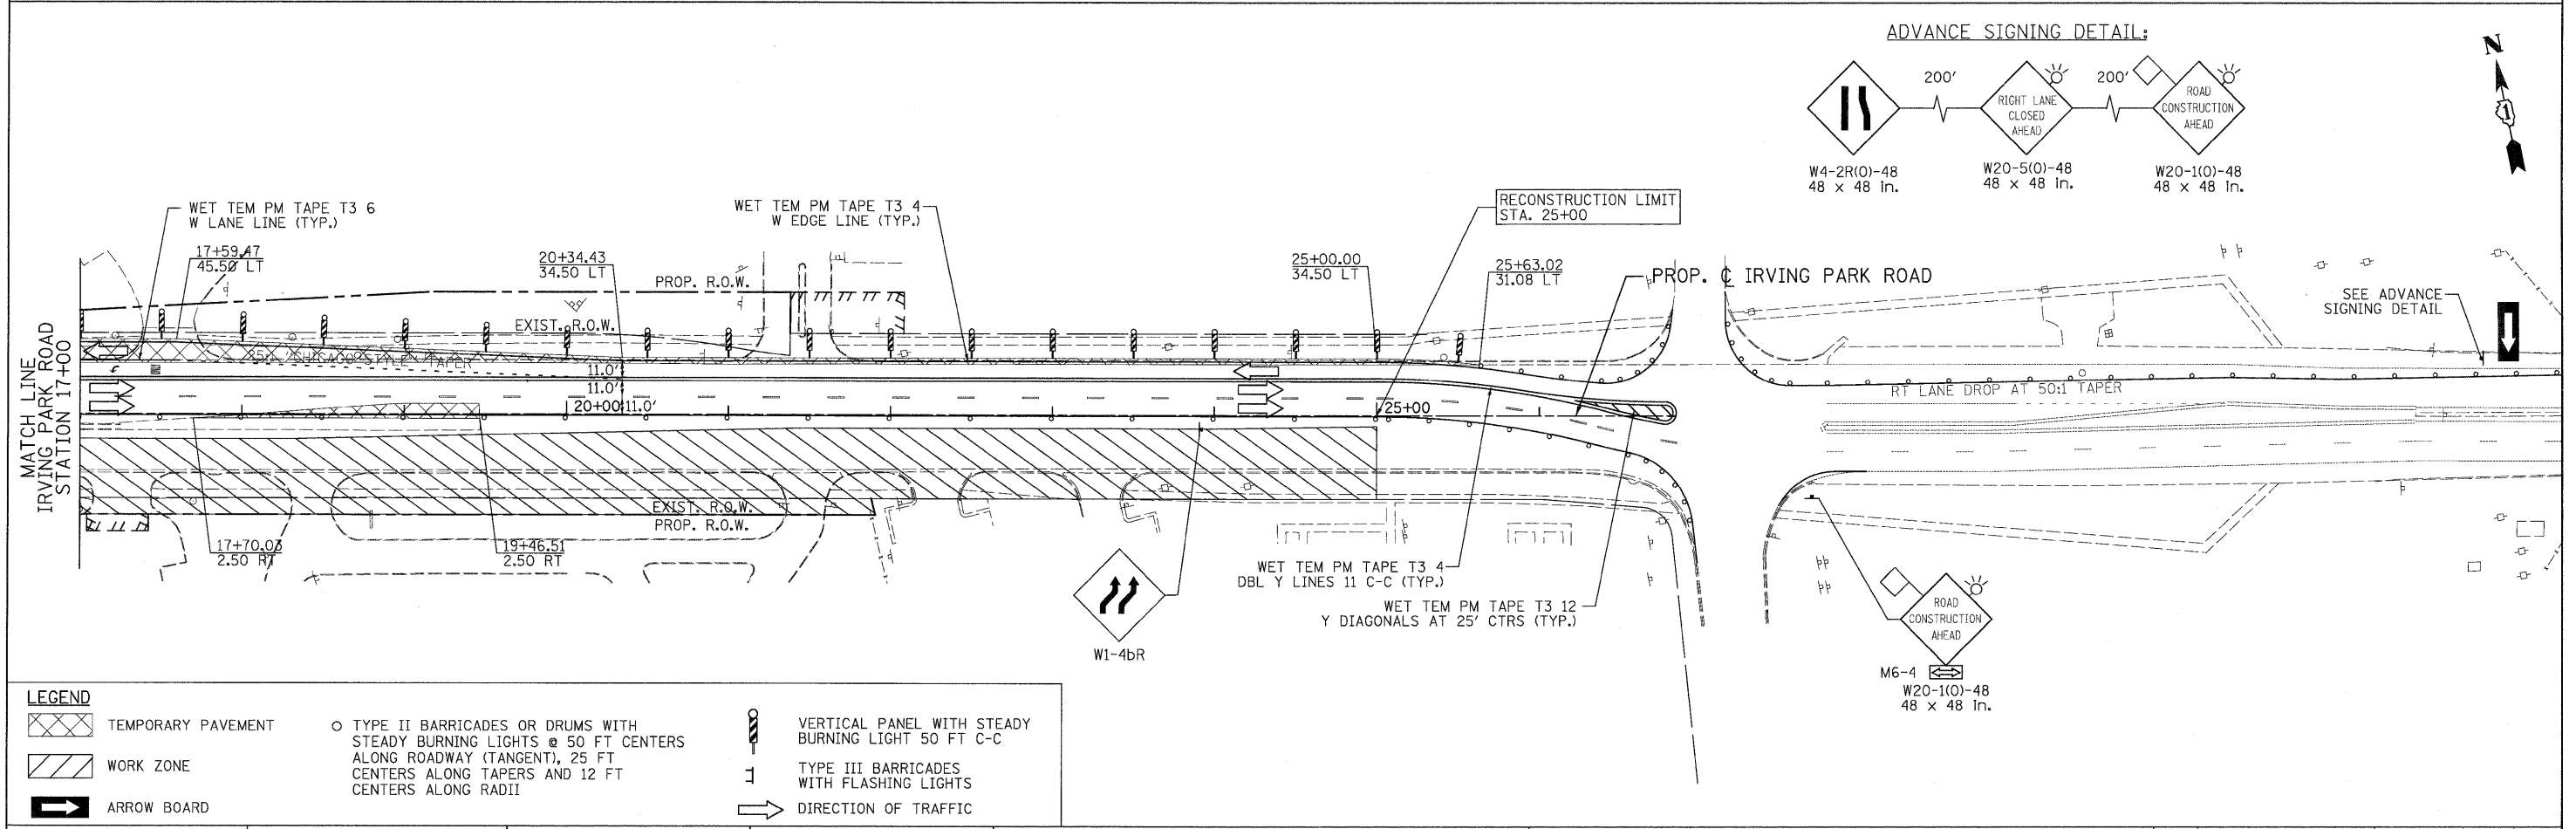 ADVANCE SIGNING DETAIL:
N
1
200'
200'
RIGHT LANE
CLOSED
AHEAD
ROAD
CONSTRUCTION
AHEAD
W4-2R(O)-48
48 x 48 in.
W20-5(O)-48
48 x 48 in.
W20-1(O)-48
48 x 48 in.
WET TEM PM TAPE T3 6
W LANE LINE (TYP.)
WET TEM PM TAPE T3 4
W EDGE LINE (TYP.)
RECONSTRUCTION LIMIT
STA. 25+00
17+59.47
45.50 LT
20+34.43
34.50 LT
25+00.00
34.50 LT
25+63.02
31.08 LT
PROP. R.O.W.
EXIST. R.O.W.
PROP. ℄ IRVING PARK ROAD
SEE ADVANCE
SIGNING DETAIL
MATCH LINE
IRVING PARK ROAD
STATION 17+00
TAPER
11.0'
11.0'
20+00
11.0'
25+00
RT LANE DROP AT 50:1 TAPER
EXIST. R.O.W.
PROP. R.O.W.
17+70.03
2.50 RT
19+46.51
2.50 RT
WET TEM PM TAPE T3 4
DBL Y LINES 11 C-C (TYP.)
WET TEM PM TAPE T3 12
Y DIAGONALS AT 25' CTRS (TYP.)
W1-4bR
ROAD
CONSTRUCTION
AHEAD
M6-4
W20-1(O)-48
48 x 48 in.
LEGEND
TEMPORARY PAVEMENT
WORK ZONE
ARROW BOARD
TYPE II BARRICADES OR DRUMS WITH
STEADY BURNING LIGHTS @ 50 FT CENTERS
ALONG ROADWAY (TANGENT), 25 FT
CENTERS ALONG TAPERS AND 12 FT
CENTERS ALONG RADII
VERTICAL PANEL WITH STEADY
BURNING LIGHT 50 FT C-C
TYPE III BARRICADES
WITH FLASHING LIGHTS
DIRECTION OF TRAFFIC